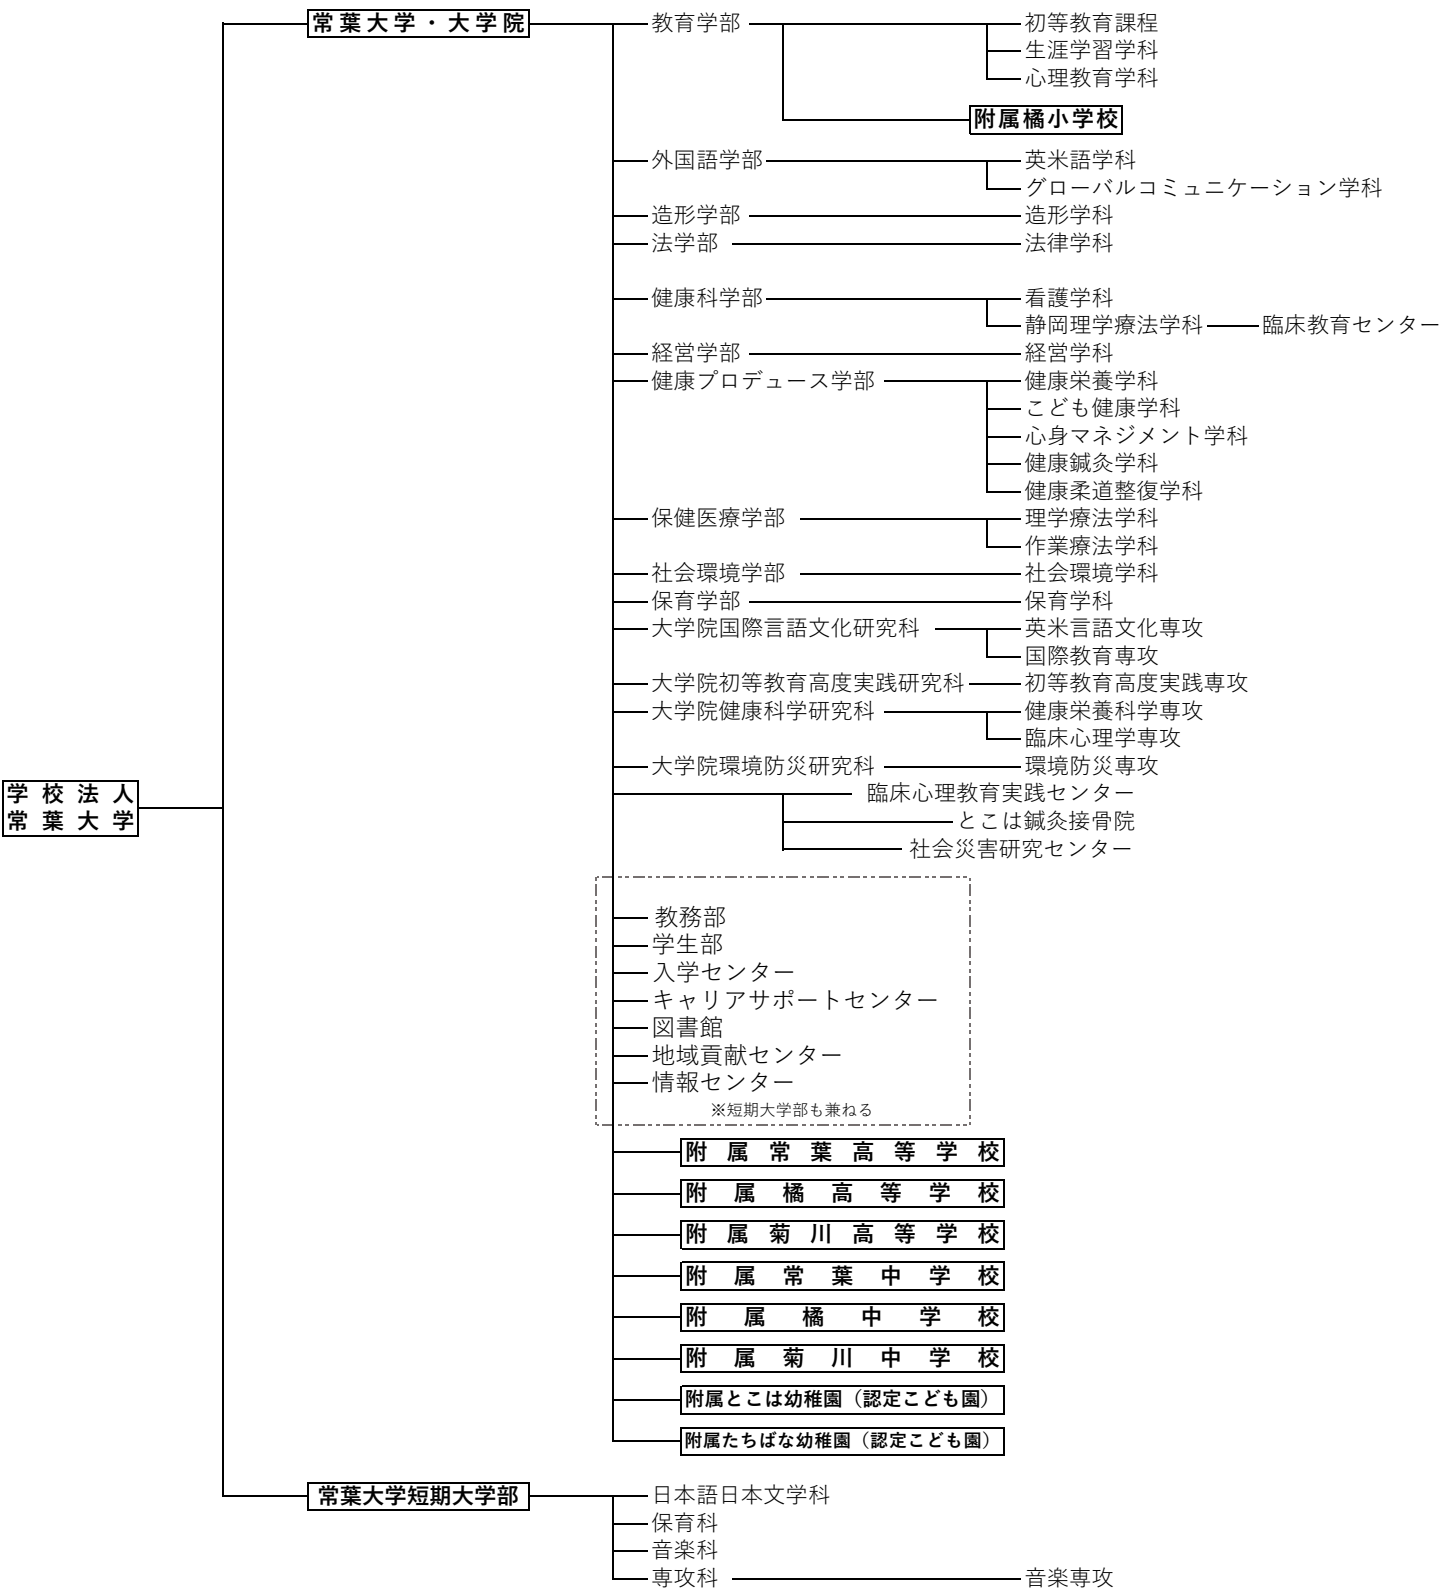 常葉大学・大学院 教育学部 初等教育課程
生涯学習学科
心理教育学科
附属橘小学校
外国語学部 英米語学科
グローバルコミュニケーション学科
造形学部 造形学科
法学部 法律学科
健康科学部 看護学科
静岡理学療法学科 臨床教育センター
経営学部 経営学科
健康プロデュース学部 健康栄養学科
こども健康学科
心身マネジメント学科
健康鍼灸学科
健康柔道整復学科
保健医療学部 理学療法学科
作業療法学科
社会環境学部 社会環境学科
保育学部 保育学科
大学院国際言語文化研究科 英米言語文化専攻
国際教育専攻
大学院初等教育高度実践研究科 初等教育高度実践専攻
大学院健康科学研究科 健康栄養科学専攻
臨床心理学専攻
大学院環境防災研究科 環境防災専攻
学校法人
常葉大学
臨床心理教育実践センター
とこは鍼灸接骨院
社会災害研究センター
教務部
学生部
入学センター
キャリアサポートセンター
図書館
地域貢献センター
情報センター
※短期大学部も兼ねる
附属常葉高等学校
附属橘高等学校
附属菊川高等学校
附属常葉中学校
附属橘中学校
附属菊川中学校
附属とこは幼稚園（認定こども園）
附属たちばな幼稚園（認定こども園）
常葉大学短期大学部 日本語日本文学科
保育科
音楽科
専攻科 音楽専攻